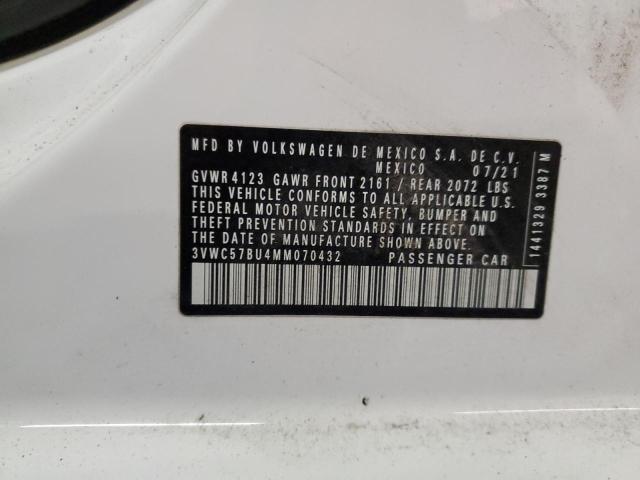 MFD BY VOLKSWAGEN DE MEXICO S.A. DE C.V.
MEXICO 07/21
GVWR 4123 GAWR FRONT 2161 / REAR 2072 LBS
THIS VEHICLE CONFORMS TO ALL APPLICABLE U.S.
FEDERAL MOTOR VEHICLE SAFETY, BUMPER AND
THEFT PREVENTION STANDARDS IN EFFECT ON
THE DATE OF MANUFACTURE SHOWN ABOVE.
3VWC57BU4MM070432 PASSENGER CAR
1441329 3387 M